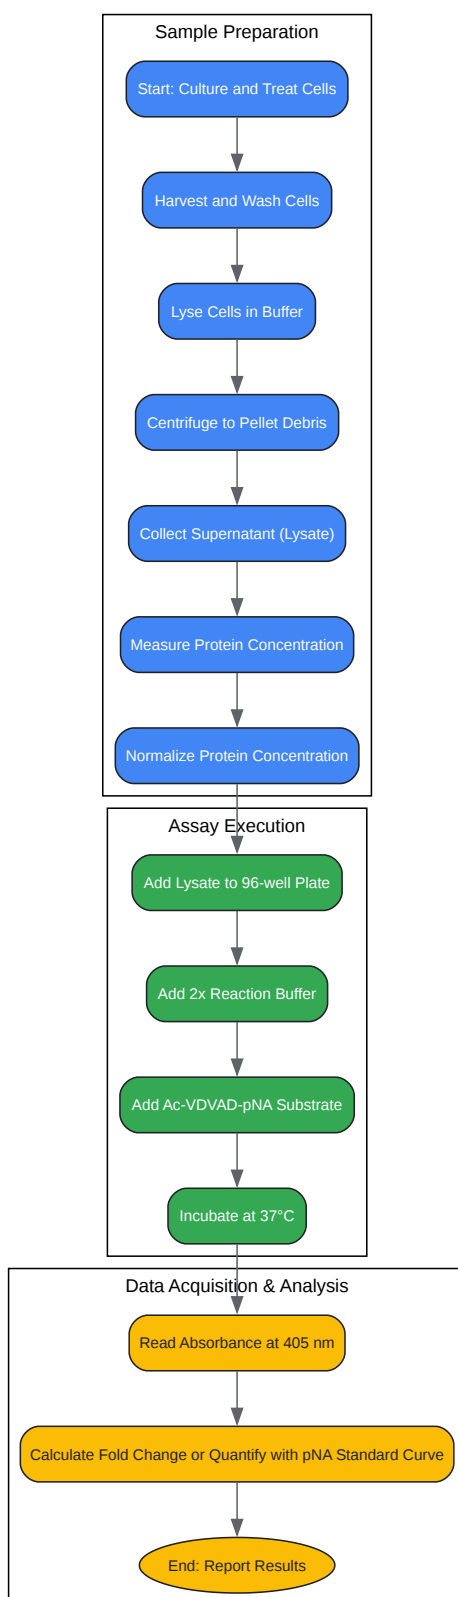 Sample Preparation
Start: Culture and Treat Cells
Harvest and Wash Cells
Lyse Cells in Buffer
Centrifuge to Pellet Debris
Collect Supernatant (Lysate)
Measure Protein Concentration
Normalize Protein Concentration
Assay Execution
Add Lysate to 96-well Plate
Add 2x Reaction Buffer
Add Ac-VDVAD-pNA Substrate
Incubate at 37°C
Data Acquisition & Analysis
Read Absorbance at 405 nm
Calculate Fold Change or Quantify with pNA Standard Curve
End: Report Results